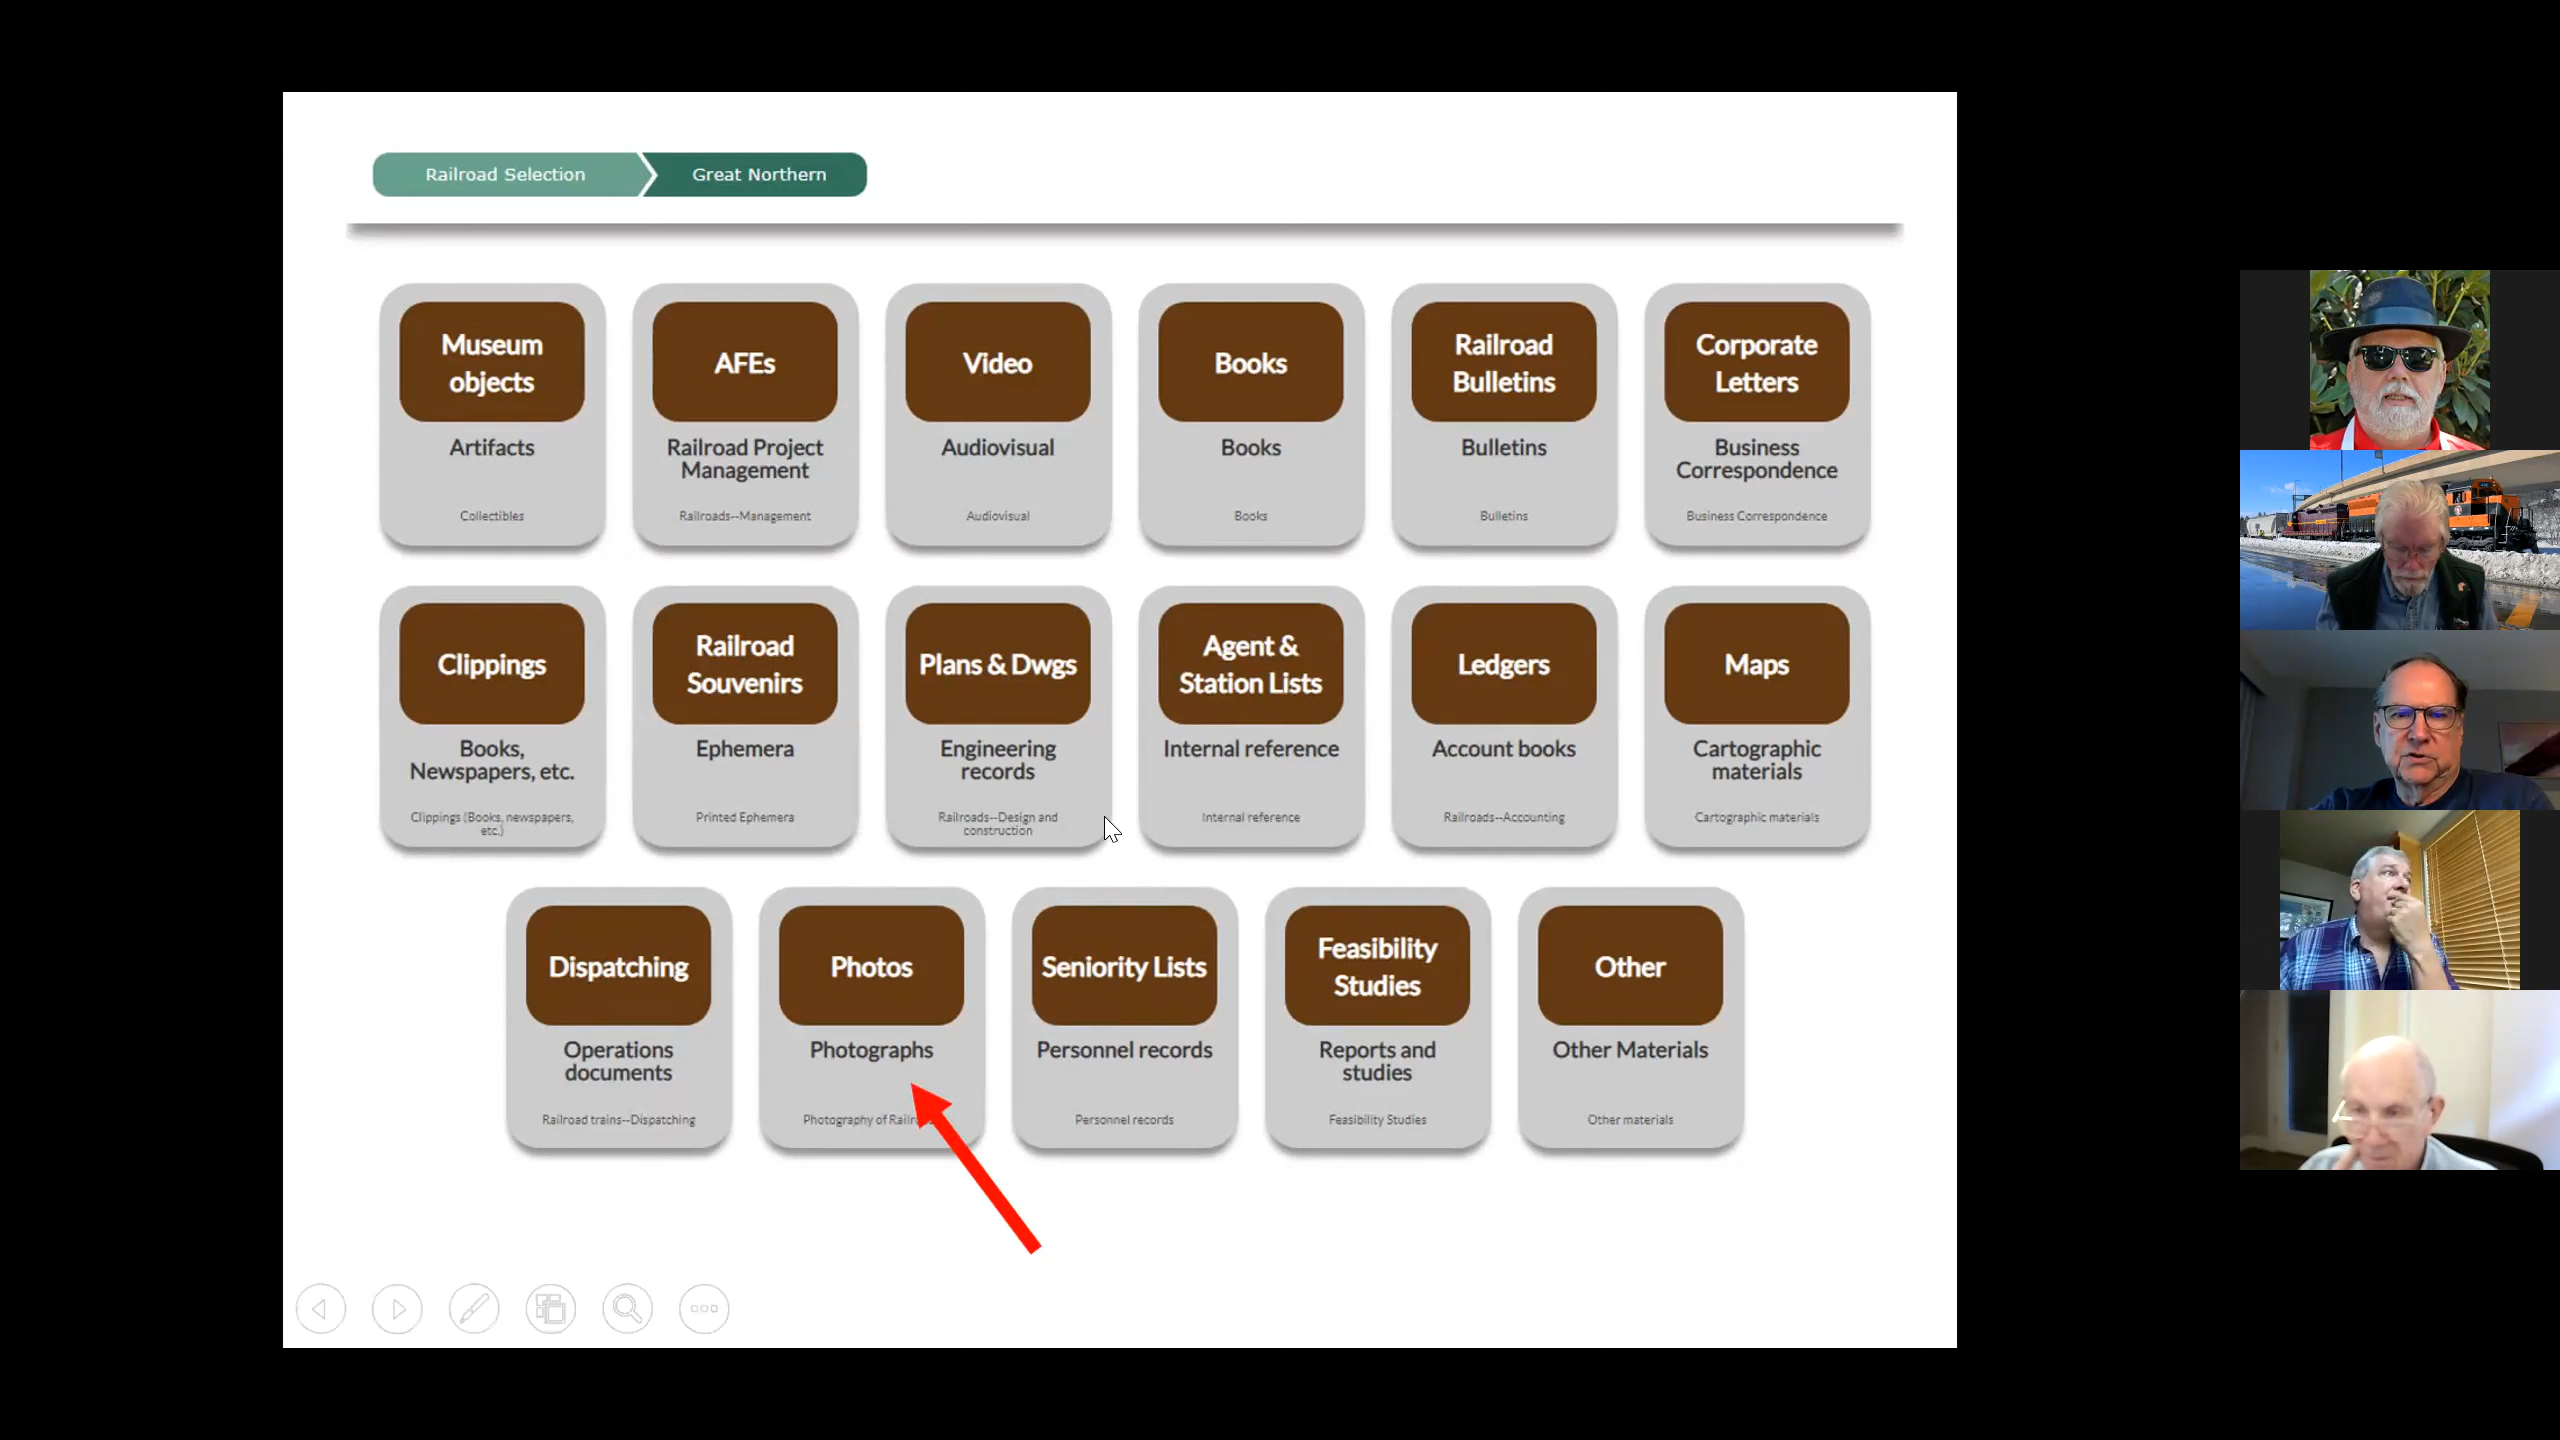 Railroad Selection
Great Northern
Museum
objects
Artifacts
Collectibles
AFEs
Railroad Project
Management
Railroads--Management
Video
Audiovisual
Audiovisual
Books
Books
Books
Railroad
Bulletins
Bulletins
Bulletins
Corporate
Letters
Business
Correspondence
Business Correspondence
Clippings
Books,
Newspapers, etc.
Clippings (Books, newspapers,
etc.)
Railroad
Souvenirs
Ephemera
Printed Ephemera
Plans & Dwgs
Engineering
records
Railroads--Design and
construction
Agent &
Station Lists
Internal reference
Internal reference
Ledgers
Account books
Railroads--Accounting
Maps
Cartographic
materials
Cartographic materials
Dispatching
Operations
documents
Railroad trains--Dispatching
Photos
Photographs
Photography of
Seniority Lists
Personnel records
Personnel records
Feasibility
Studies
Reports and
studies
Feasibility Studies
Other
Other Materials
Other materials